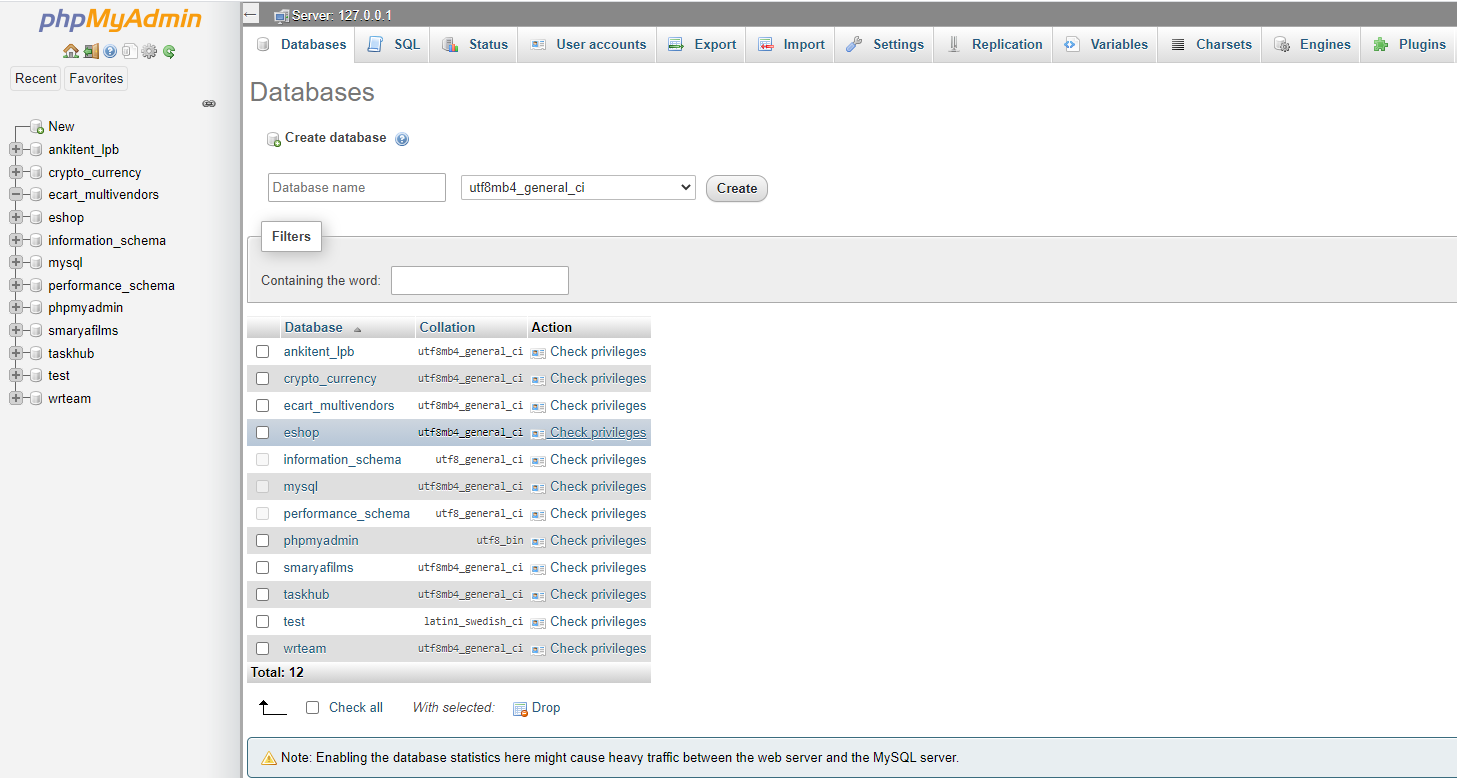 phpMyAdmin
Recent Favorites
New
ankitent_lpb
crypto_currency
ecart_multivendors
eshop
information_schema
mysql
performance_schema
phpmyadmin
smaryafilms
taskhub
test
wrteam
Server: 127.0.0.1
Databases SQL Status User accounts Export Import Settings Replication Variables Charsets Engines Plugins
Databases
Create database
Database name utf8mb4_general_ci Create
Filters
Containing the word:
Database Collation Action
ankitent_lpb utf8mb4_general_ci Check privileges
crypto_currency utf8mb4_general_ci Check privileges
ecart_multivendors utf8mb4_general_ci Check privileges
eshop utf8mb4_general_ci Check privileges
information_schema utf8_general_ci Check privileges
mysql utf8mb4_general_ci Check privileges
performance_schema utf8_general_ci Check privileges
phpmyadmin utf8_bin Check privileges
smaryafilms utf8mb4_general_ci Check privileges
taskhub utf8mb4_general_ci Check privileges
test latin1_swedish_ci Check privileges
wrteam utf8mb4_general_ci Check privileges
Total: 12
Check all With selected: Drop
Note: Enabling the database statistics here might cause heavy traffic between the web server and the MySQL server.